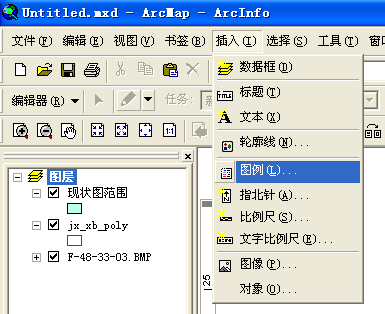 Untitled.mxd - ArcMap - ArcInfo
文件(F) 编辑(E) 视图(V) 书签(B) 插入(I) 选择(S) 工具(T)
编辑器(R) 任务:
1:1
数据框(D)
标题(T)
TITLE
文本(X)
A
轮廓线(N)...
图例(L)...
指北针(A)...
N
比例尺(S)...
文字比例尺(E)...
图像(P)...
对象(O)...
图层
现状图范围
jx_xb_poly
F-48-33-03.BMP
125